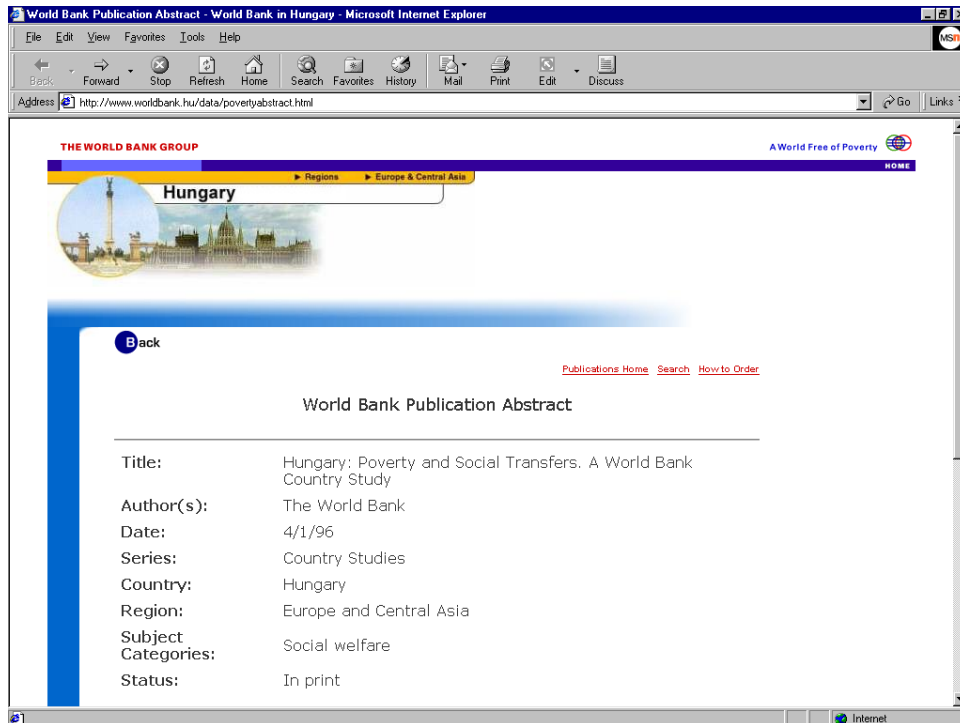 World Bank Publication Abstract - World Bank in Hungary - Microsoft Internet Explorer
File Edit View Favorites Tools Help
msn
Back Forward Stop Refresh Home Search Favorites History Mail Print Edit Discuss
Address http://www.worldbank.hu/data/povertyabstract.html Go Links
THE WORLD BANK GROUP A World Free of Poverty
HOME
Regions Europe & Central Asia
Hungary
Back
Publications Home Search How to Order
World Bank Publication Abstract
Title: Hungary: Poverty and Social Transfers. A World Bank
Country Study
Author(s): The World Bank
Date: 4/1/96
Series: Country Studies
Country: Hungary
Region: Europe and Central Asia
Subject
Categories: Social welfare
Status: In print
Internet